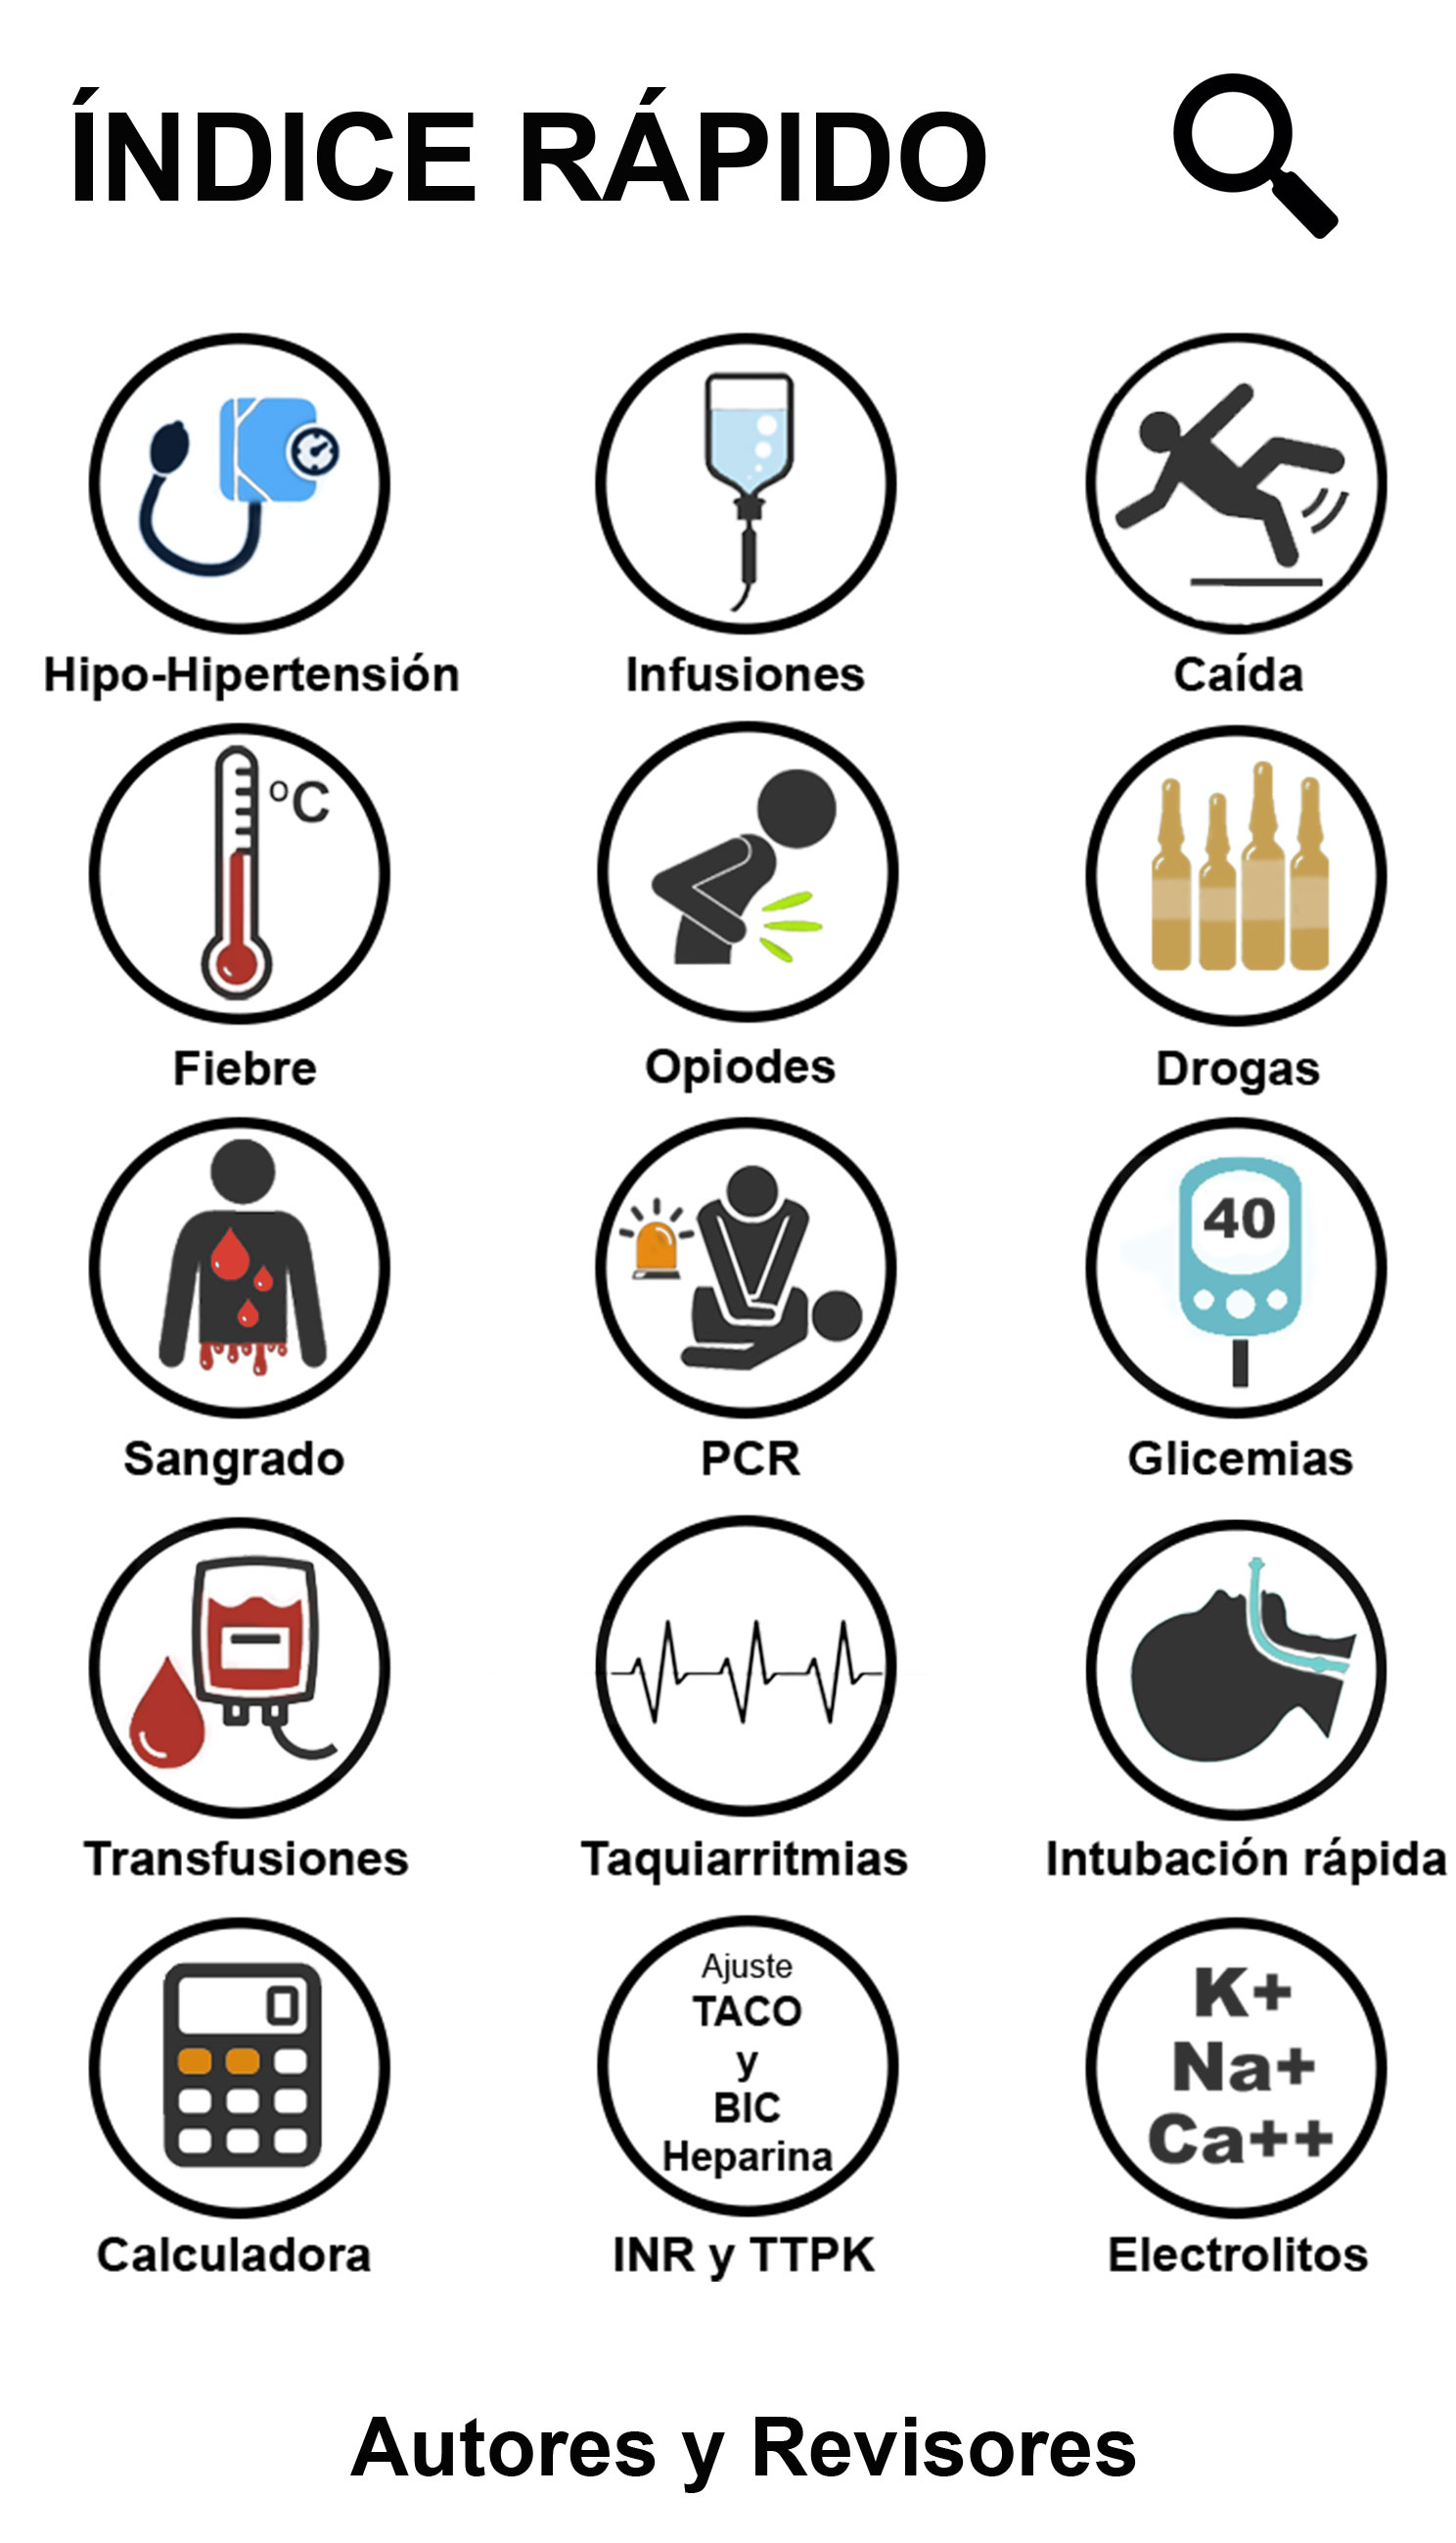 ÍNDICE RÁPIDO
Hipo-Hipertensión
Infusiones
Caída
ºC
Fiebre
Opiodes
Drogas
40
Sangrado
PCR
Glicemias
Transfusiones
Taquiarritmias
Intubación rápida
0
Ajuste
TACO
y
BIC
Heparina
K+
Na+
Ca++
Calculadora
INR y TTPK
Electrolitos
Autores y Revisores